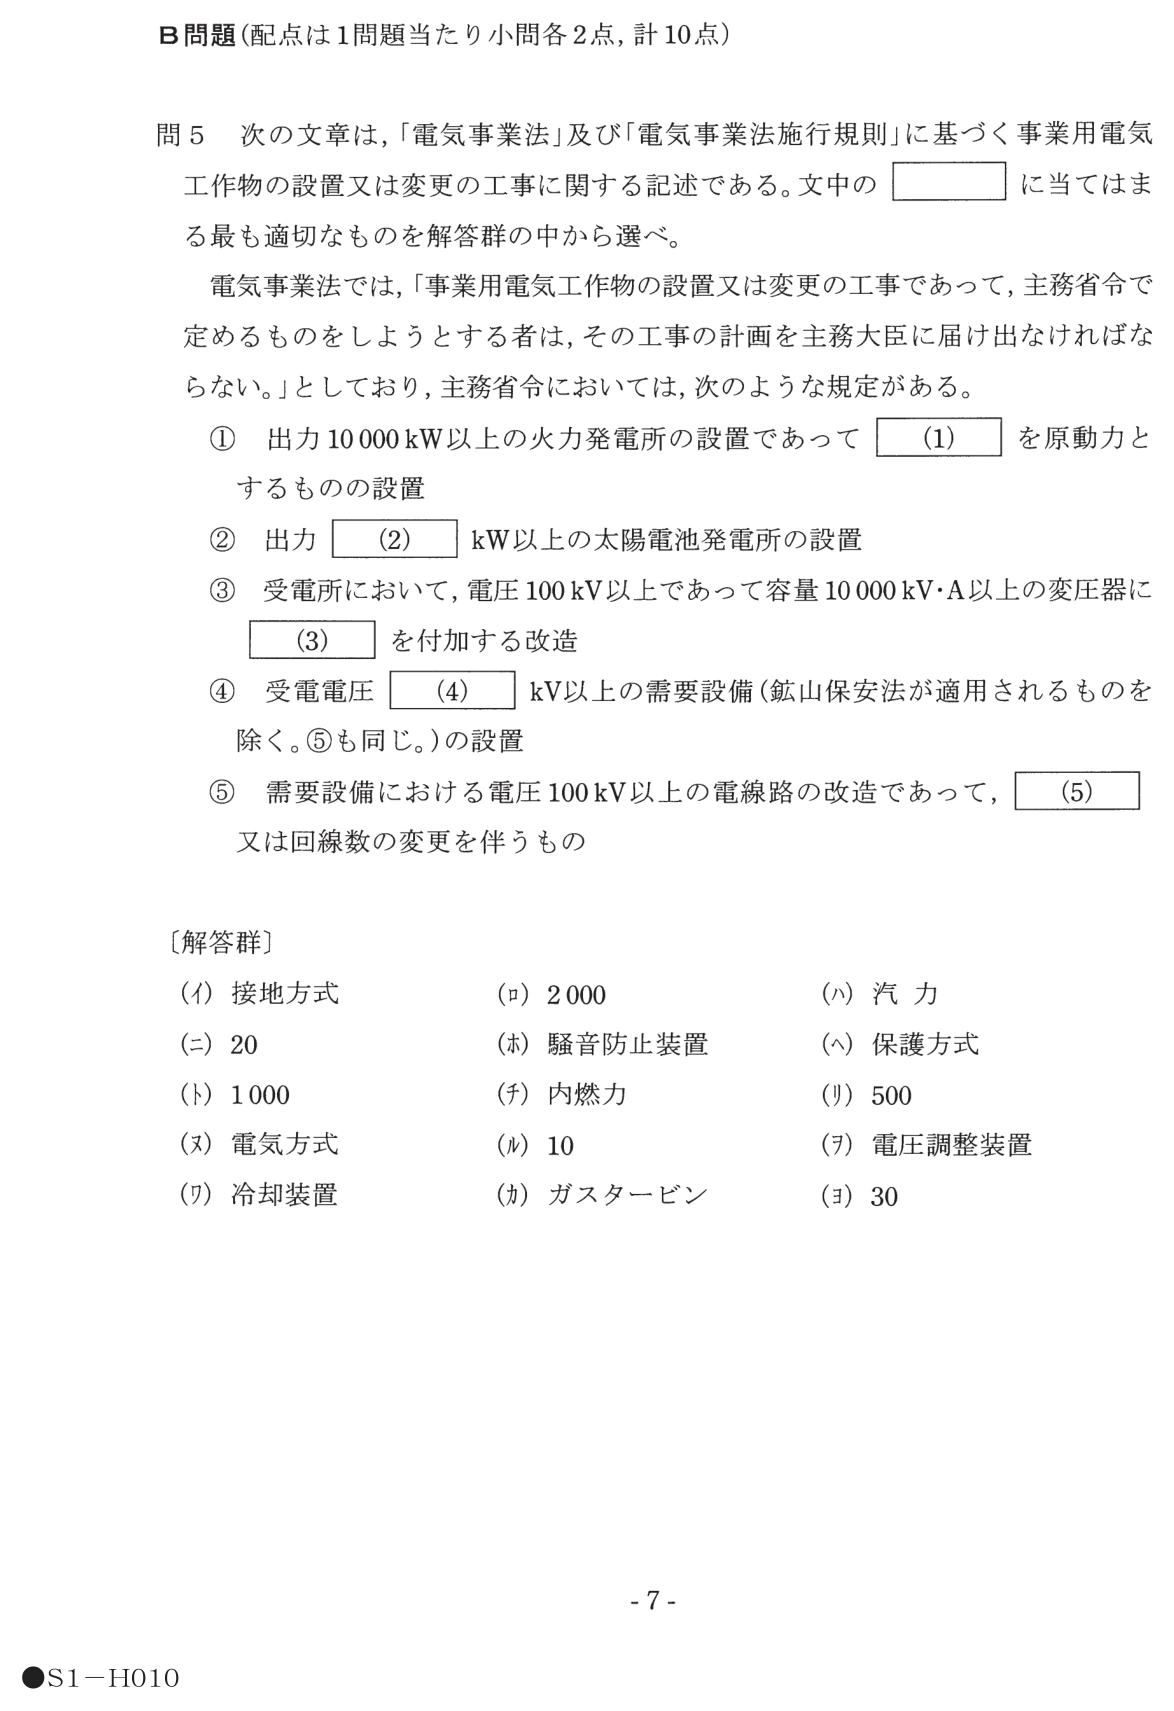 B問題(配点は1問題当たり小問各2点,計10点)
問5 次の文章は,「電気事業法」及び「電気事業法施行規則」に基づく事業用電気
工作物の設置又は変更の工事に関する記述である。文中の に当てはま
る最も適切なものを解答群の中から選べ。
電気事業法では,「事業用電気工作物の設置又は変更の工事であって,主務省令で
定めるものをしようとする者は,その工事の計画を主務大臣に届け出なければな
らない。」としており,主務省令においては,次のような規定がある。
① 出力10 000 kW以上の火力発電所の設置であって (1) を原動力と
するものの設置
② 出力 (2) kW以上の太陽電池発電所の設置
③ 受電所において,電圧100 kV以上であって容量10 000 kV・A以上の変圧器に
(3) を付加する改造
④ 受電電圧 (4) kV以上の需要設備(鉱山保安法が適用されるものを
除く。⑤も同じ。)の設置
⑤ 需要設備における電圧100 kV以上の電線路の改造であって, (5)
又は回線数の変更を伴うもの
〔解答群〕
(イ) 接地方式 (ロ) 2 000 (ハ) 汽 力
(ニ) 20 (ホ) 騒音防止装置 (ヘ) 保護方式
(ト) 1 000 (チ) 内燃力 (リ) 500
(ヌ) 電気方式 (ル) 10 (ヲ) 電圧調整装置
(ワ) 冷却装置 (カ) ガスタービン (ヨ) 30
- 7 -
●S1-H010